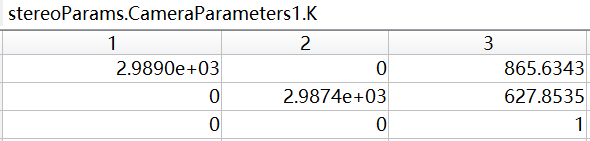 stereoParams.CameraParameters1.K
1 2 3
2.9890e+03 0 865.6343
0 2.9874e+03 627.8535
0 0 1